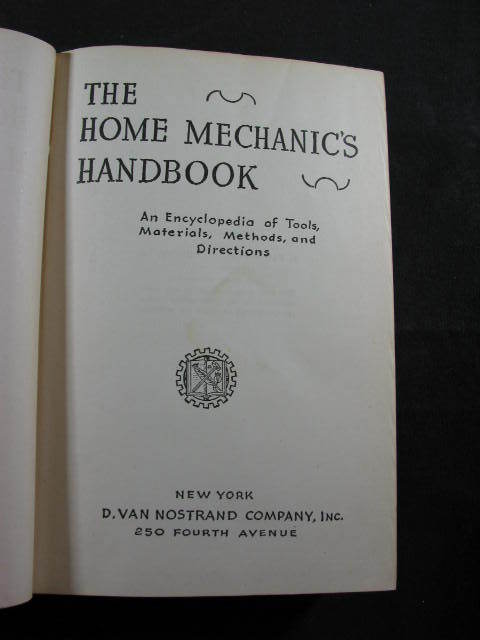 THE
HOME MECHANIC'S
HANDBOOK
An Encyclopedia of Tools,
Materials, Methods, and
Directions
NEW YORK
D. VAN NOSTRAND COMPANY, INC.
250 FOURTH AVENUE